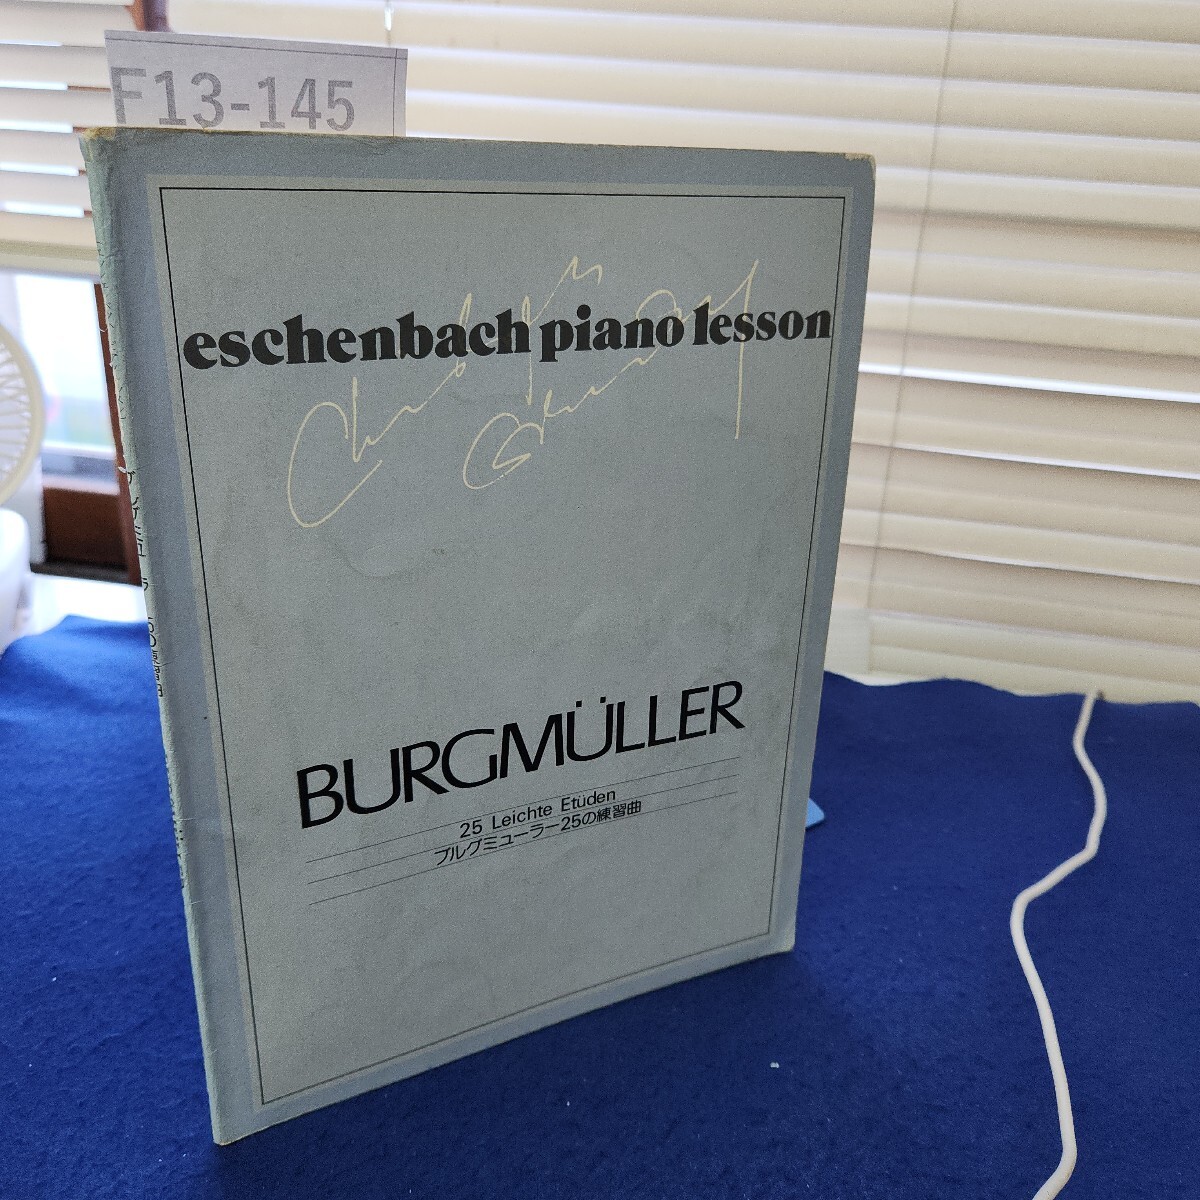 F13-145
eschenbach piano lesson
BURGMÜLLER
25 Leichte Etüden
ブルグミューラー25の練習曲